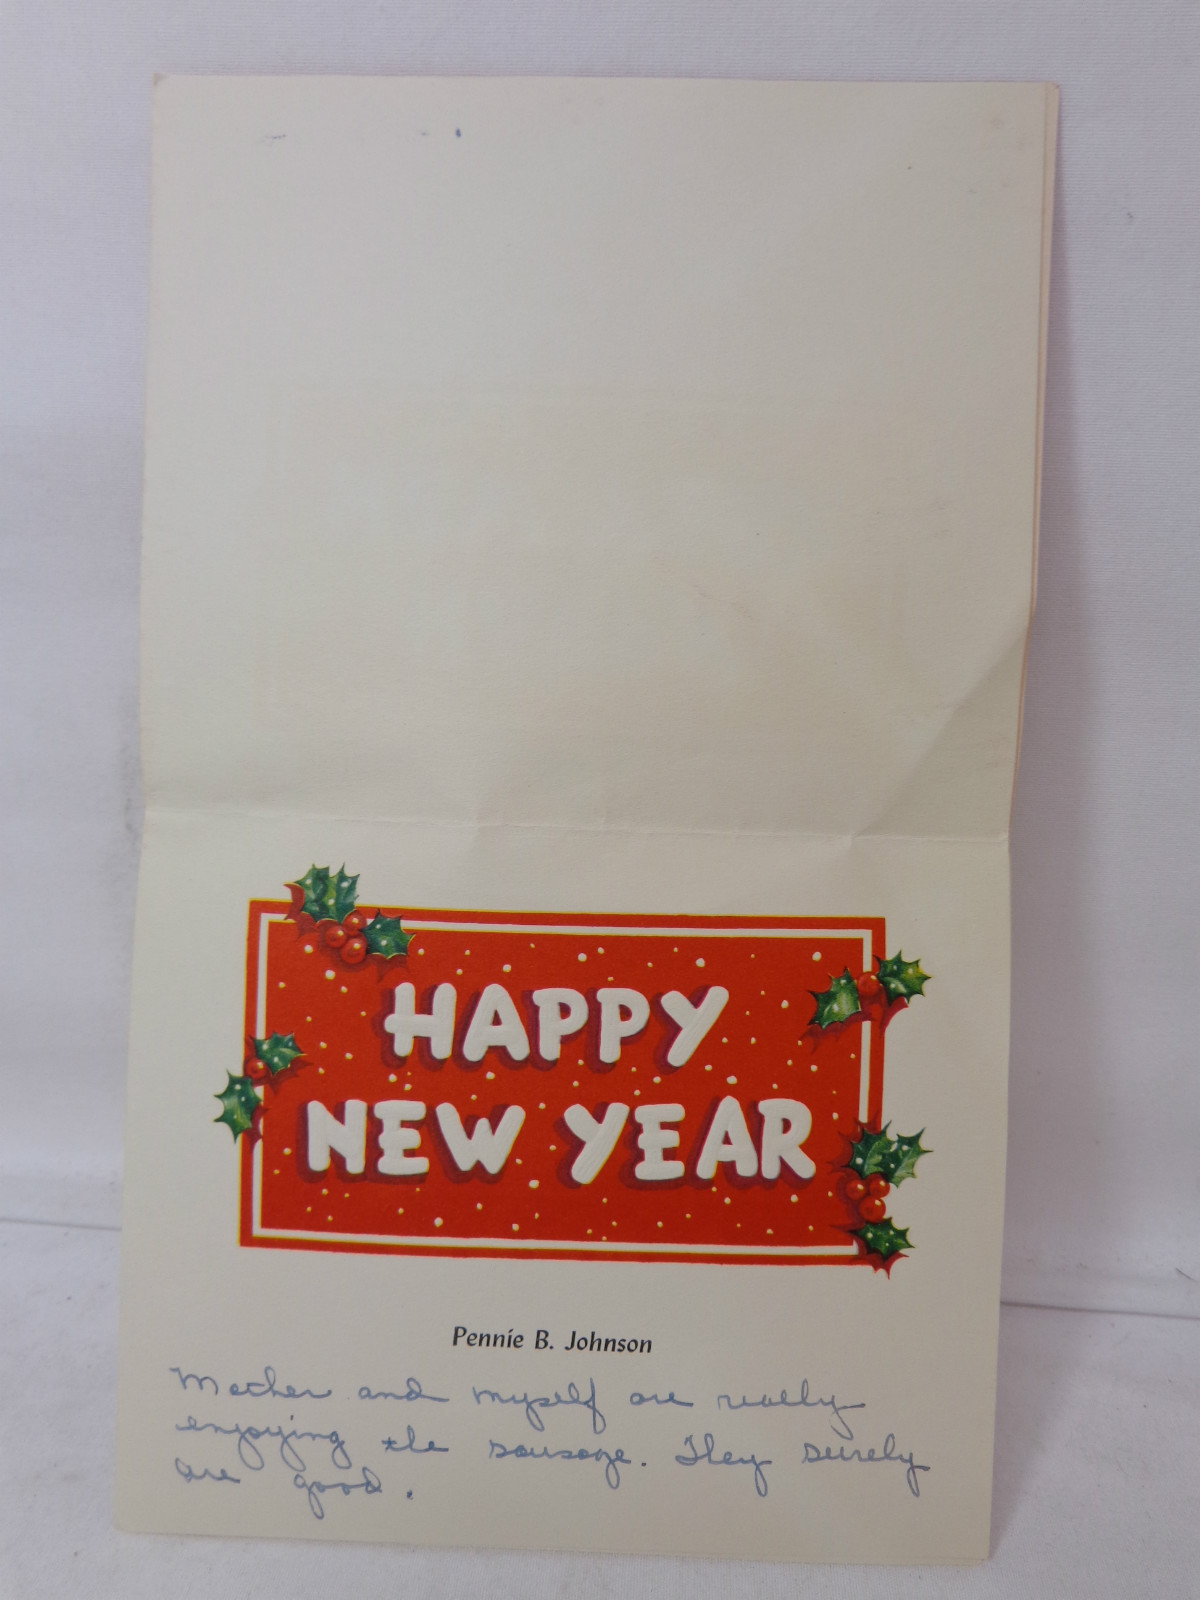 HAPPY
NEW YEAR
Pennie B. Johnson
Mother and myself are really
enjoying the sausage. They surely
are good.